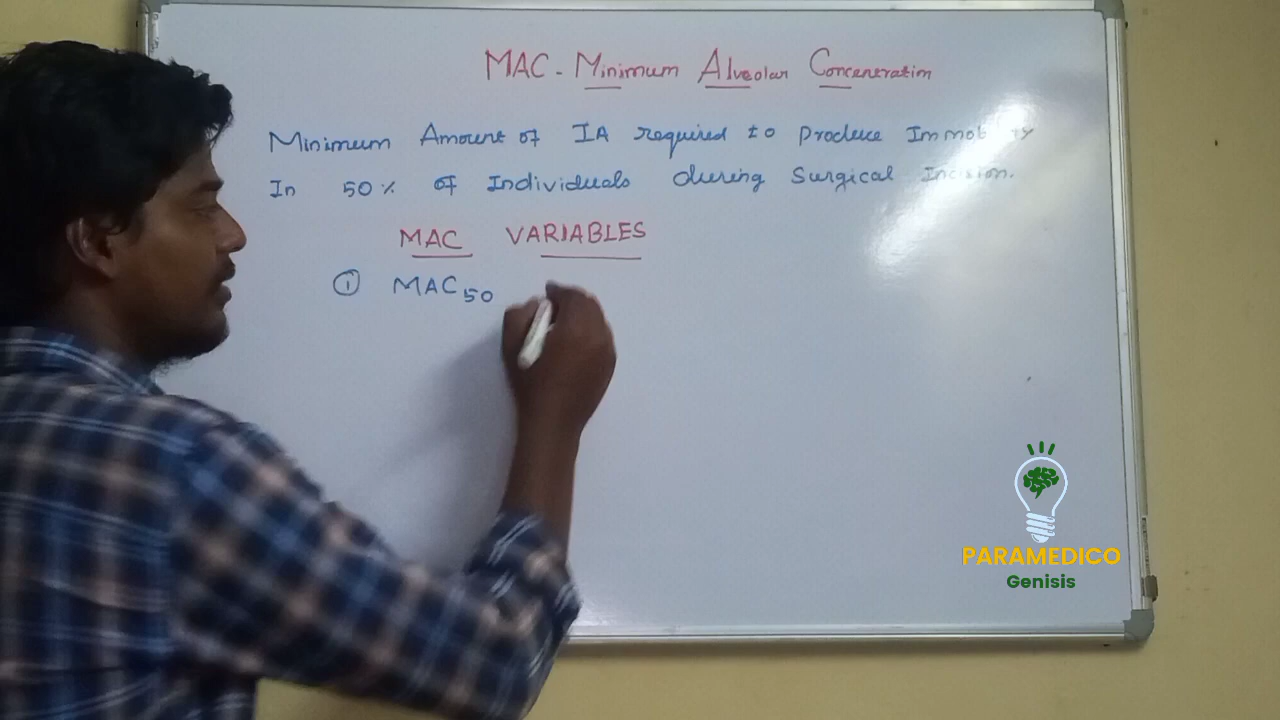 MAC - Minimum Alveolar Concentration
Minimum Amount of IA required to Produce Immobility
In 50% of Individuals during Surgical Incision.
MAC VARIABLES
① MAC50
PARAMEDICO
Genisis